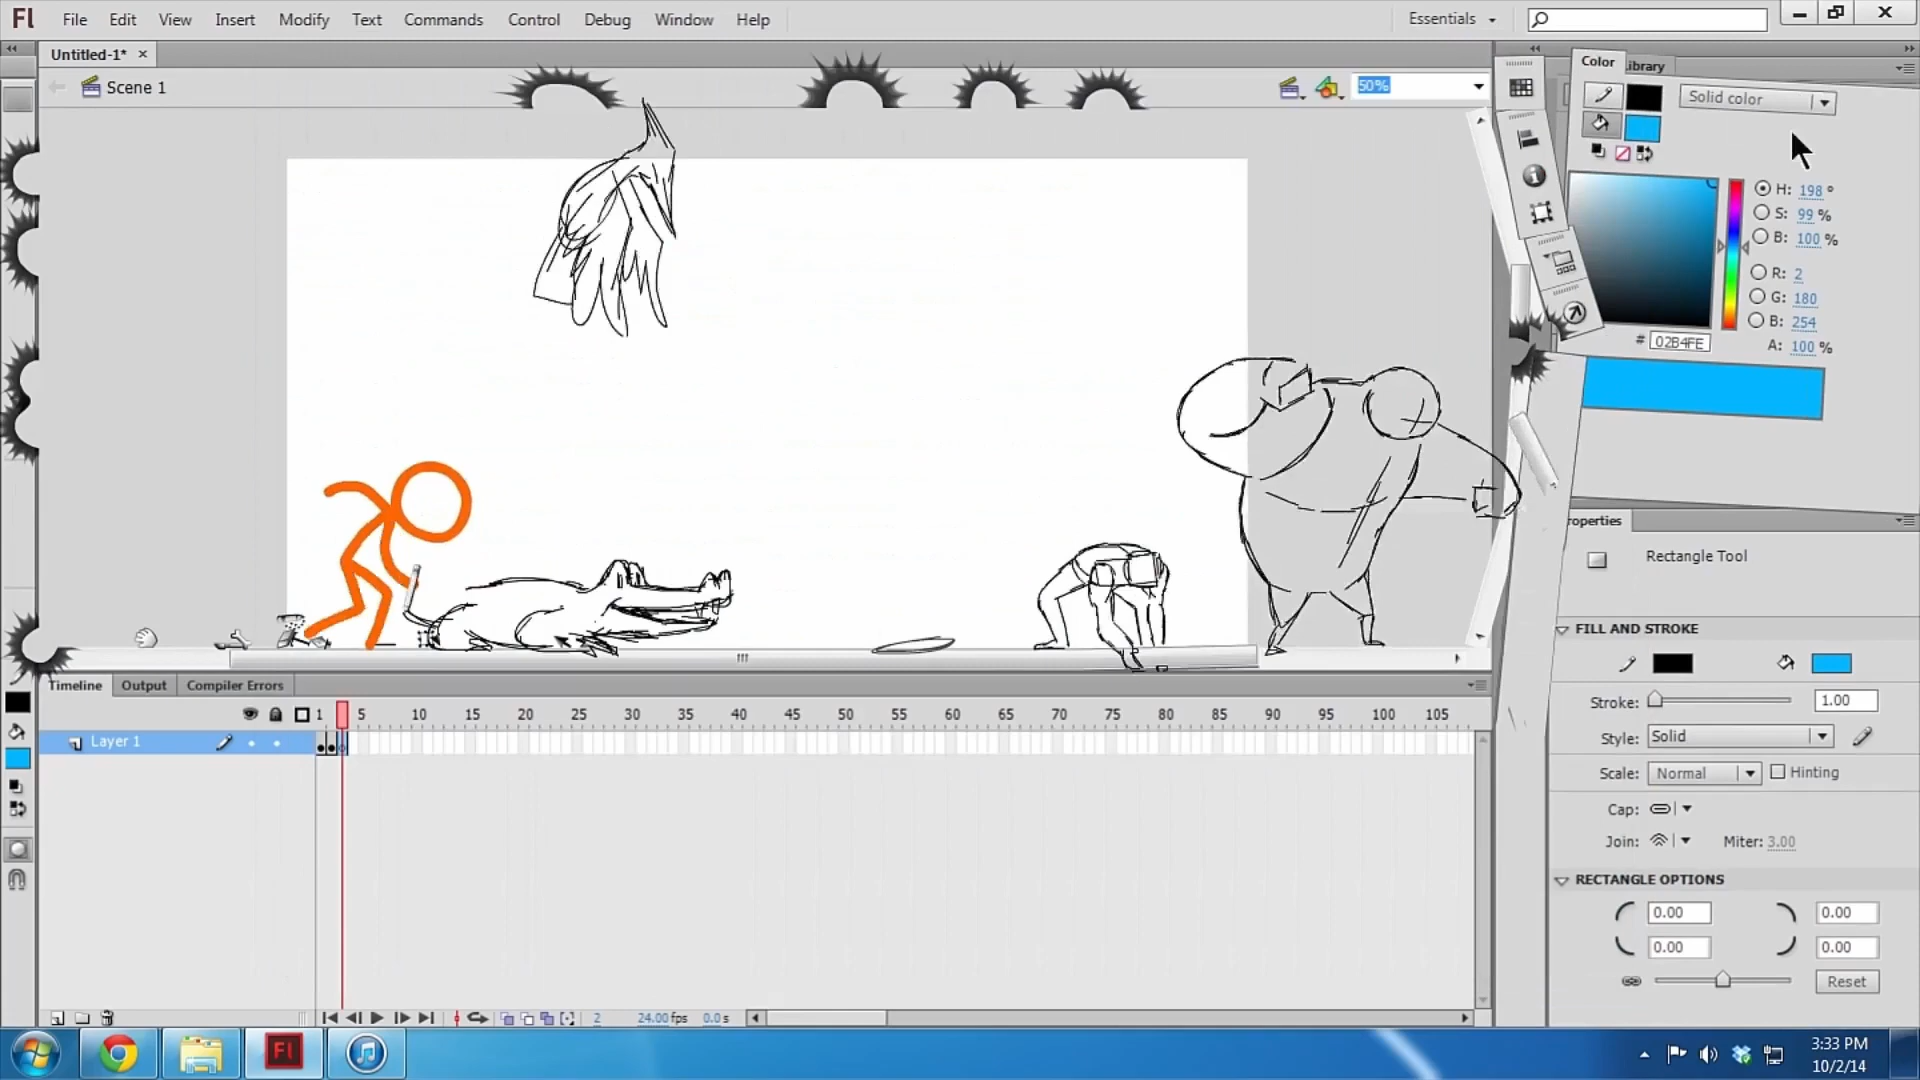 Fl File Edit View Insert Modify Text Commands Control Debug Window Help Essentials
Untitled-1*
Scene 1
50%
Color
Library
Solid color
H: 198 °
S: 99 %
B: 100 %
R: 2
G: 180
B: 254
# 02B4FE
A: 100 %
roperties
Rectangle Tool
FILL AND STROKE
Stroke: 1.00
Style: Solid
Scale: Normal Hinting
Cap:
Join: Miter: 3.00
RECTANGLE OPTIONS
0.00 0.00
0.00 0.00
Reset
Timeline Output Compiler Errors
1 5 10 15 20 25 30 35 40 45 50 55 60 65 70 75 80 85 90 95 100 105
Layer 1
2 24.00 fps 0.0 s
Fl
3:33 PM
10/2/14